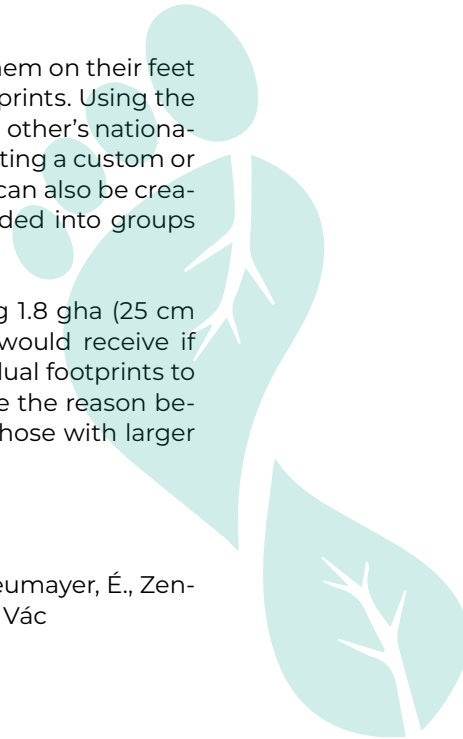 hem on their feet
prints. Using the
other's nationa-
ting a custom or
can also be crea-
ded into groups
g 1.8 gha (25 cm
would receive if
dual footprints to
e the reason be-
hose with larger
eumayer, É., Zen-
Vác